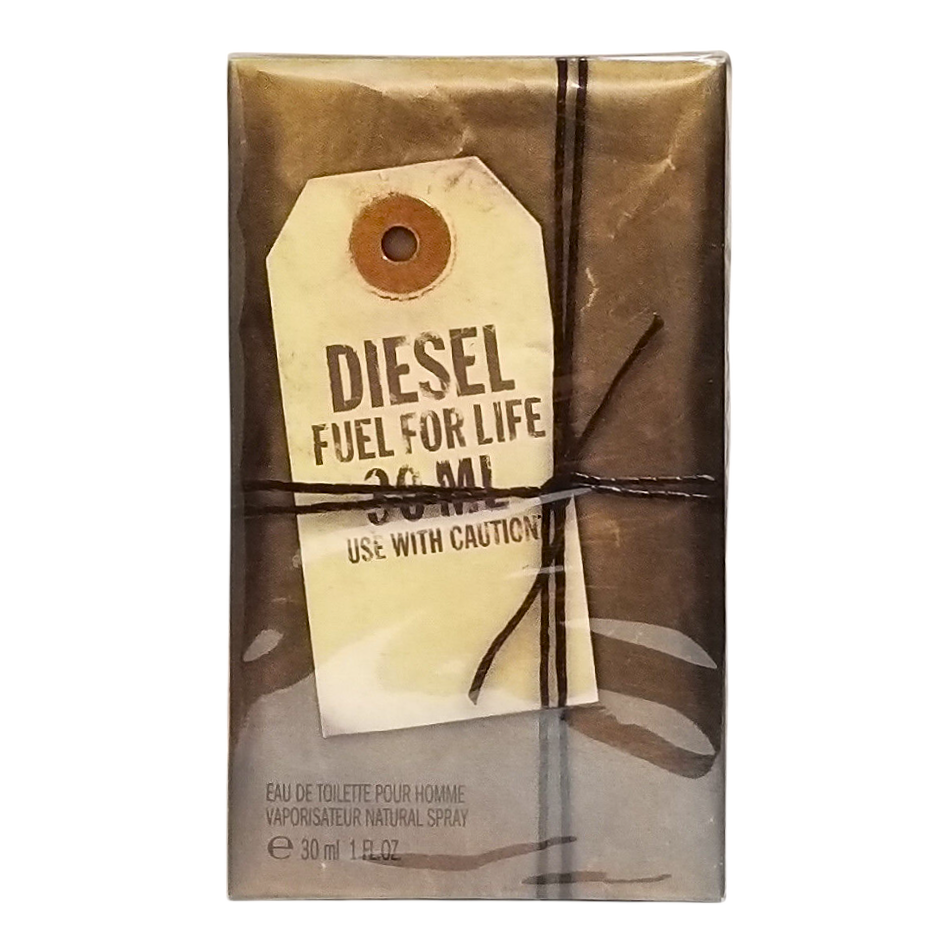 DIESEL
FUEL FOR LIFE
30 ML
USE WITH CAUTION
EAU DE TOILETTE POUR HOMME
VAPORISATEUR NATURAL SPRAY
℮ 30 ml 1 FL.OZ